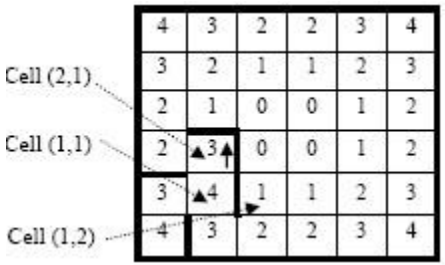 4 3 2 2 3 4
3 2 1 1 2 3
Cell (2,1)
2 1 0 0 1 2
Cell (1,1)
2 3 0 0 1 2
3 4 1 1 2 3
Cell (1,2)
4 3 2 2 3 4